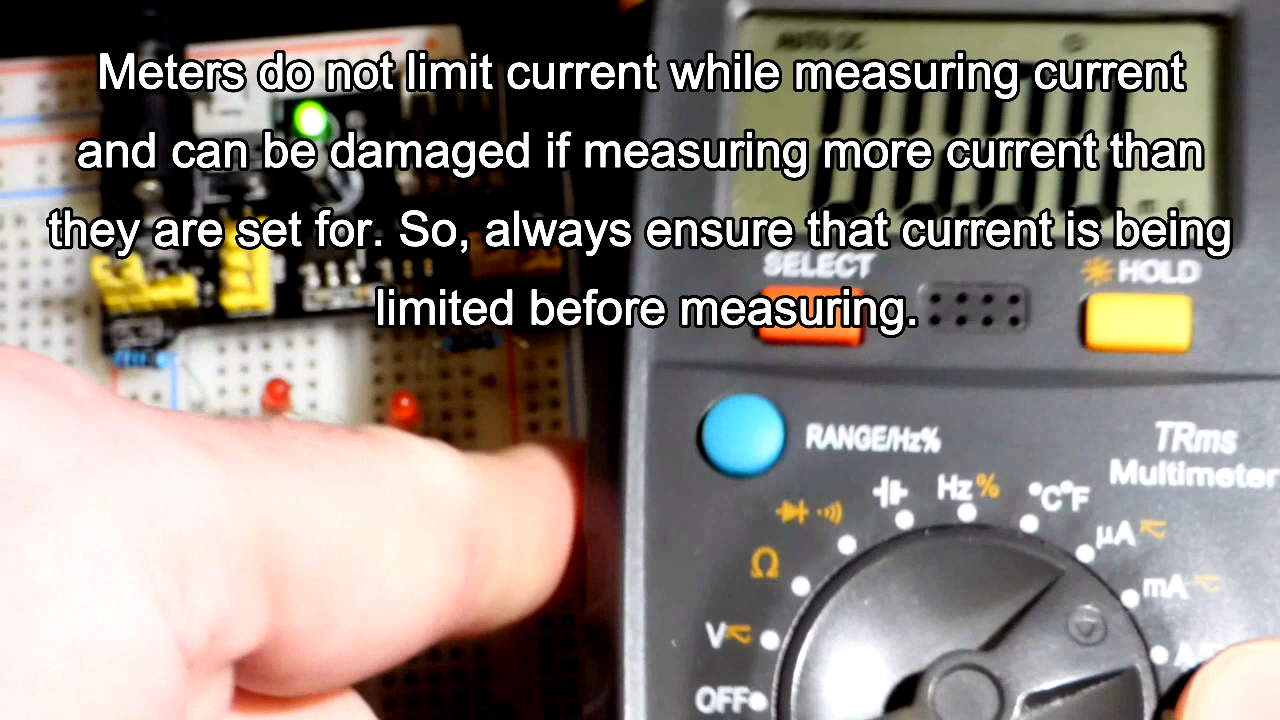 AUTO DC
Meters do not limit current while measuring current
and can be damaged if measuring more current than
they are set for. So, always ensure that current is being
limited before measuring.
SELECT
HOLD
RANGE/Hz%
TRms
Multimeter
Hz%
°C°F
μA
mA
Ω
V
OFF